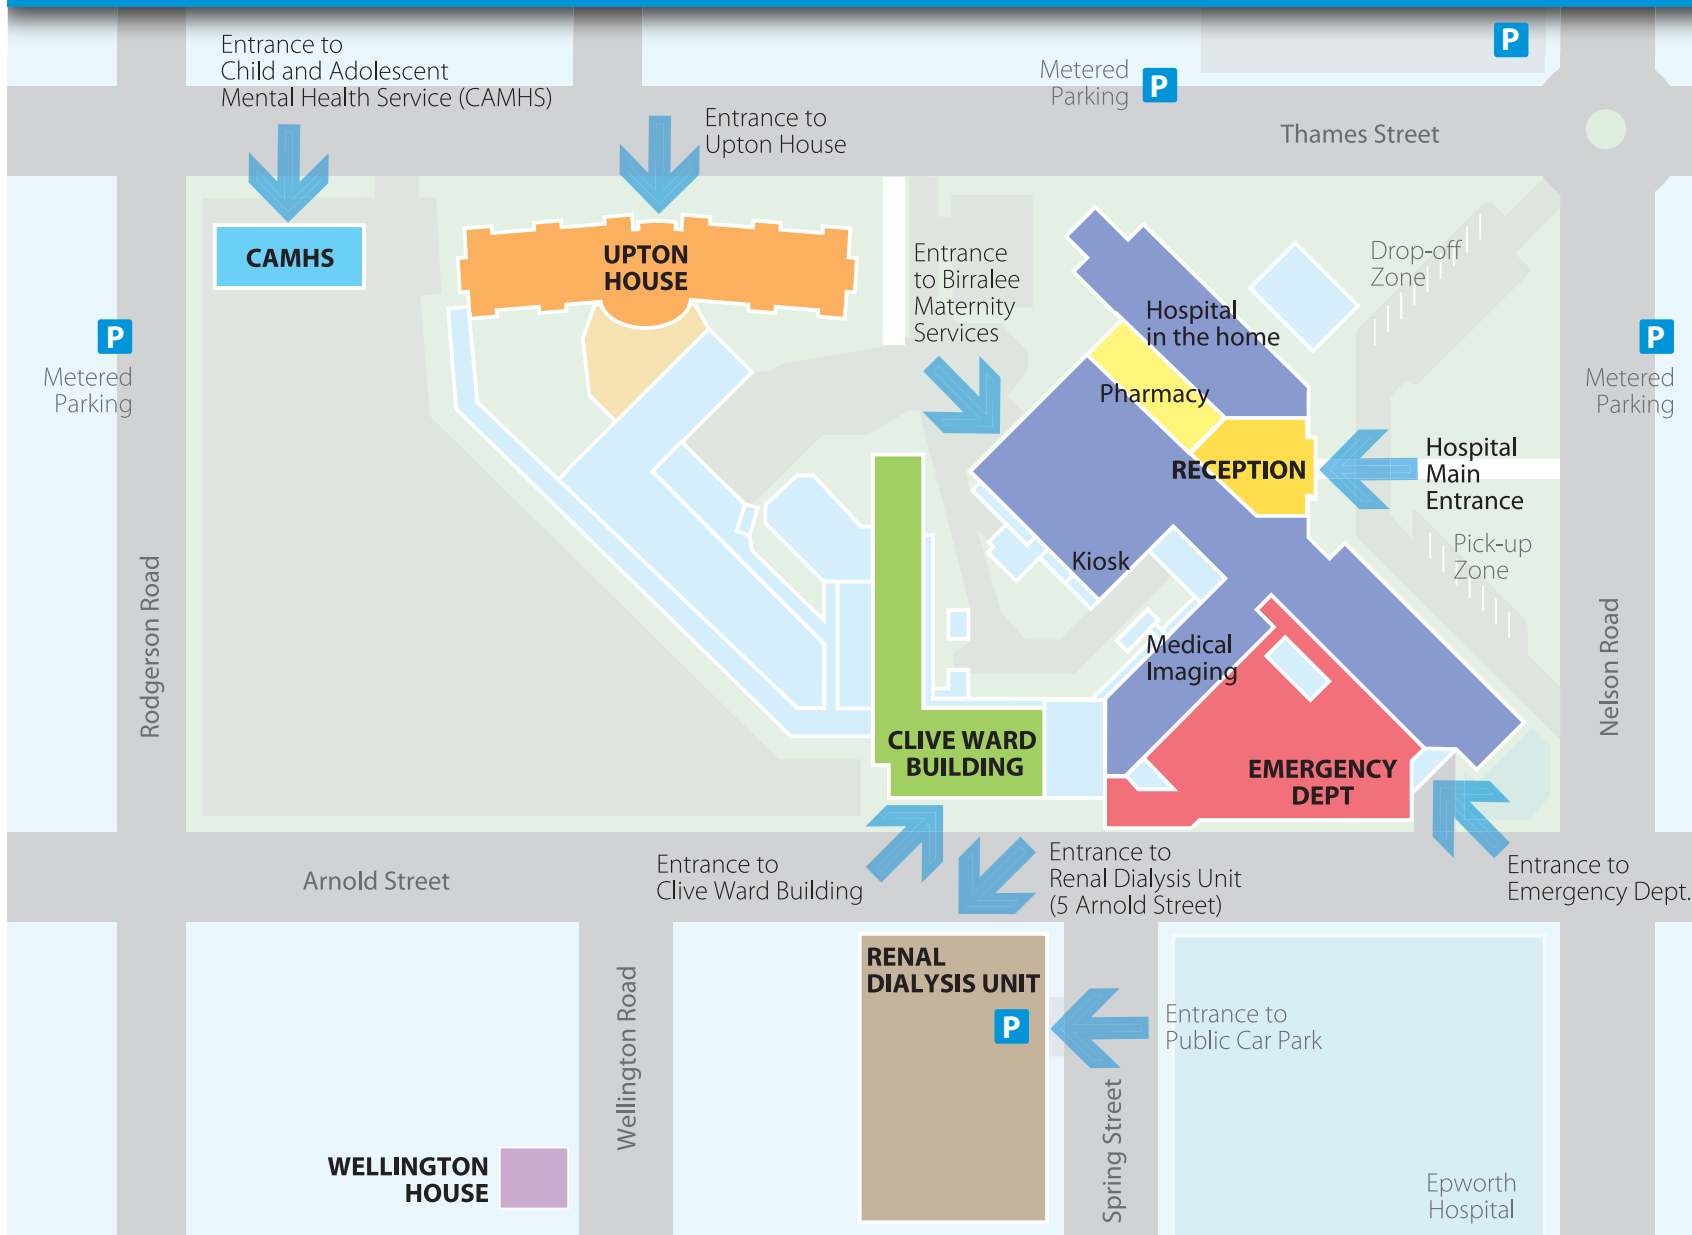 Entrance to
Child and Adolescent
Mental Health Service (CAMHS)
P
Metered
Parking
P
Entrance to
Upton House
Thames Street
CAMHS
UPTON
HOUSE
Entrance
to Birralee
Maternity
Services
Drop-off
Zone
Hospital
in the home
P
Metered
Parking
P
Metered
Parking
Pharmacy
RECEPTION
Hospital
Main
Entrance
Kiosk
Pick-up
Zone
Rodgerson Road
Nelson Road
Medical
Imaging
CLIVE WARD
BUILDING
EMERGENCY
DEPT
Arnold Street
Entrance to
Clive Ward Building
Entrance to
Renal Dialysis Unit
(5 Arnold Street)
Entrance to
Emergency Dept.
RENAL
DIALYSIS UNIT
P
Entrance to
Public Car Park
Wellington Road
Spring Street
WELLINGTON
HOUSE
Epworth
Hospital